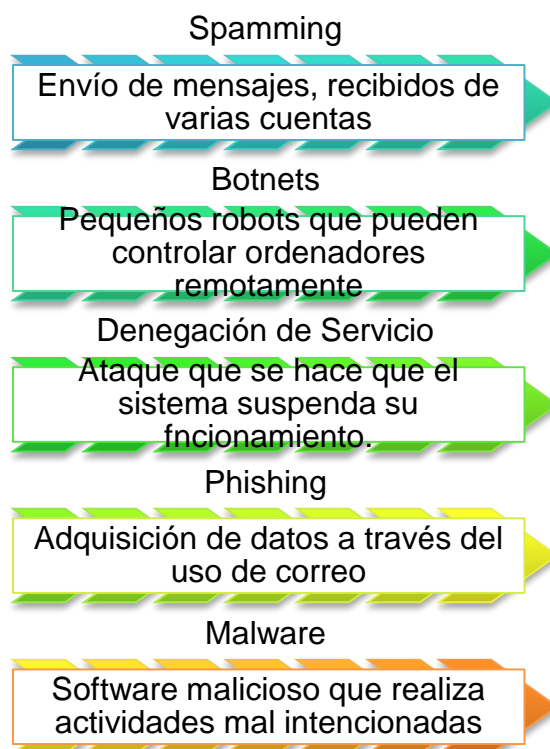 Spamming
Envío de mensajes, recibidos de
varias cuentas
Botnets
Pequeños robots que pueden
controlar ordenadores
remotamente
Denegación de Servicio
Ataque que se hace que el
sistema suspenda su
fncionamiento.
Phishing
Adquisición de datos a través del
uso de correo
Malware
Software malicioso que realiza
actividades mal intencionadas